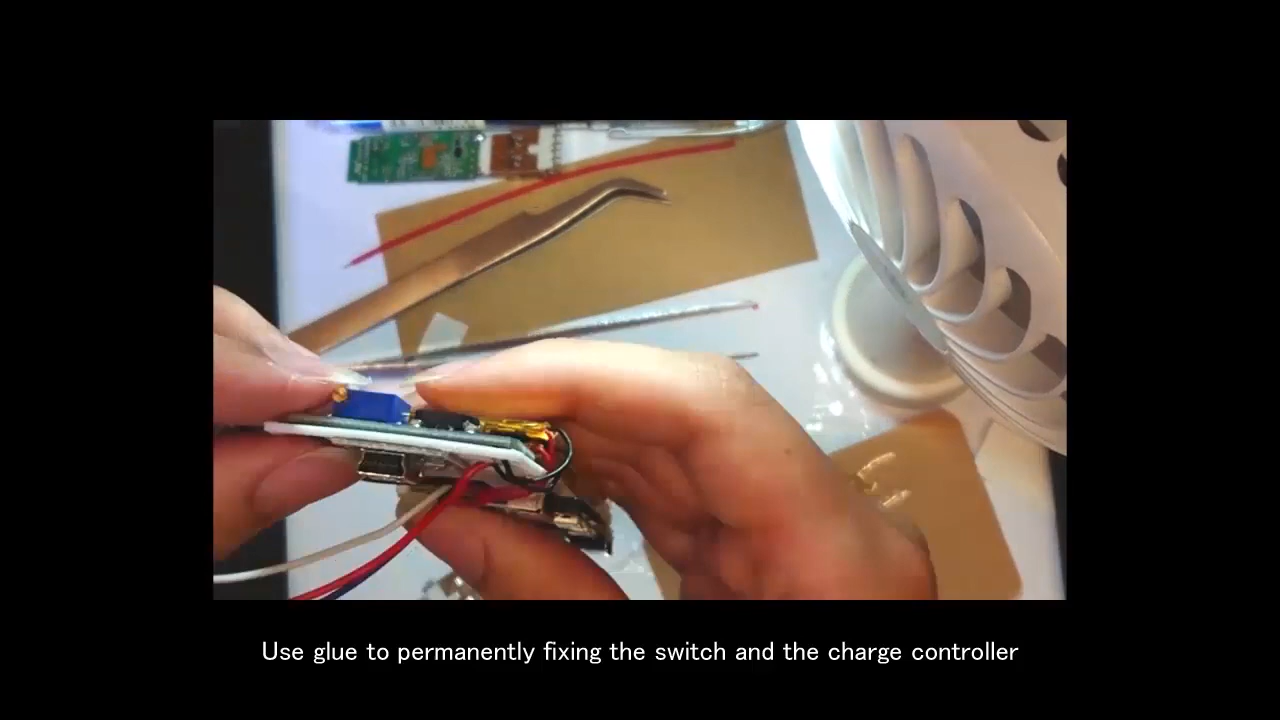 Use glue to permanently fixing the switch and the charge controller